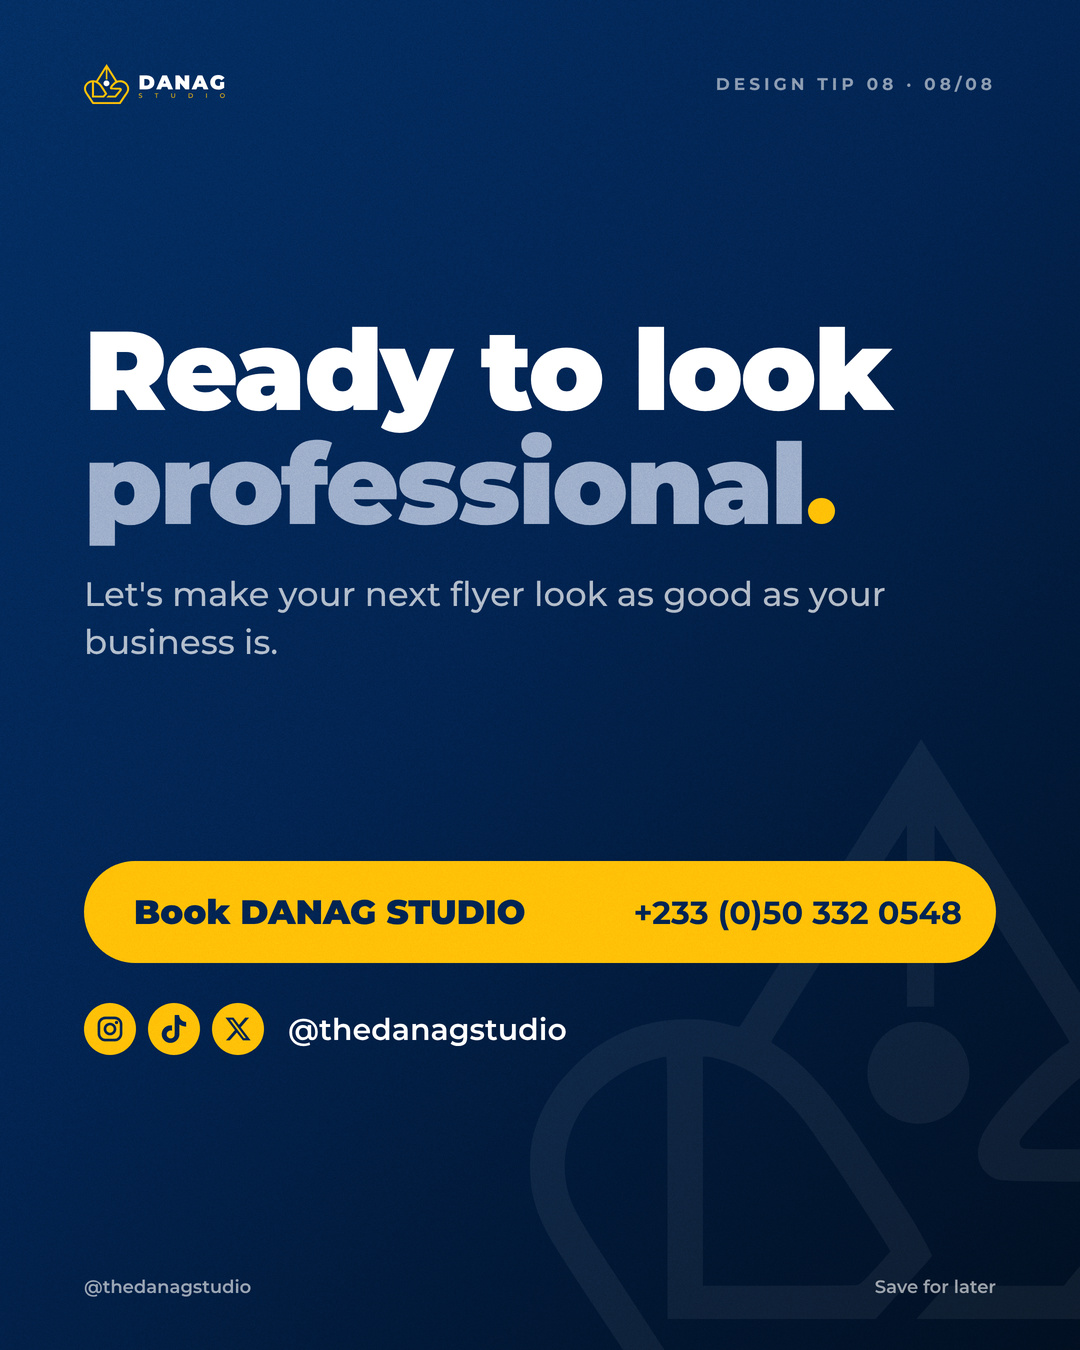 DANAG
STUDIO
DESIGN TIP 08 · 08/08
Ready to look
professional.
Let's make your next flyer look as good as your
business is.
Book DANAG STUDIO
+233 (0)50 332 0548
@thedanagstudio
@thedanagstudio
Save for later